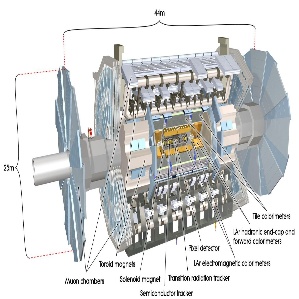 44m
25m
Tile calorimeters
LAr hadronic end-cap and
forward calorimeters
Pixel detector
LAr electromagnetic calorimeters
Toroid magnets
Muon chambers
Solenoid magnet
Transition radiation tracker
Semiconductor tracker